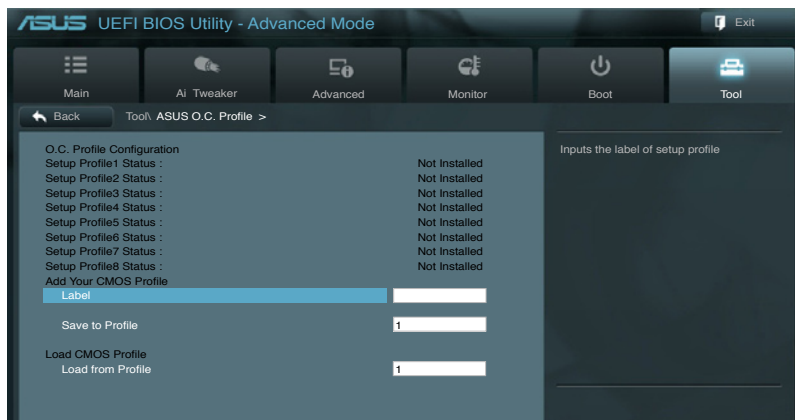 ASUS UEFI BIOS Utility - Advanced Mode
Exit
Main
Ai Tweaker
Advanced
Monitor
Boot
Tool
Back
Tool\ ASUS O.C. Profile >
O.C. Profile Configuration
Setup Profile1 Status : Not Installed
Setup Profile2 Status : Not Installed
Setup Profile3 Status : Not Installed
Setup Profile4 Status : Not Installed
Setup Profile5 Status : Not Installed
Setup Profile6 Status : Not Installed
Setup Profile7 Status : Not Installed
Setup Profile8 Status : Not Installed
Add Your CMOS Profile
Label
Save to Profile 1
Load CMOS Profile
Load from Profile 1
Inputs the label of setup profile